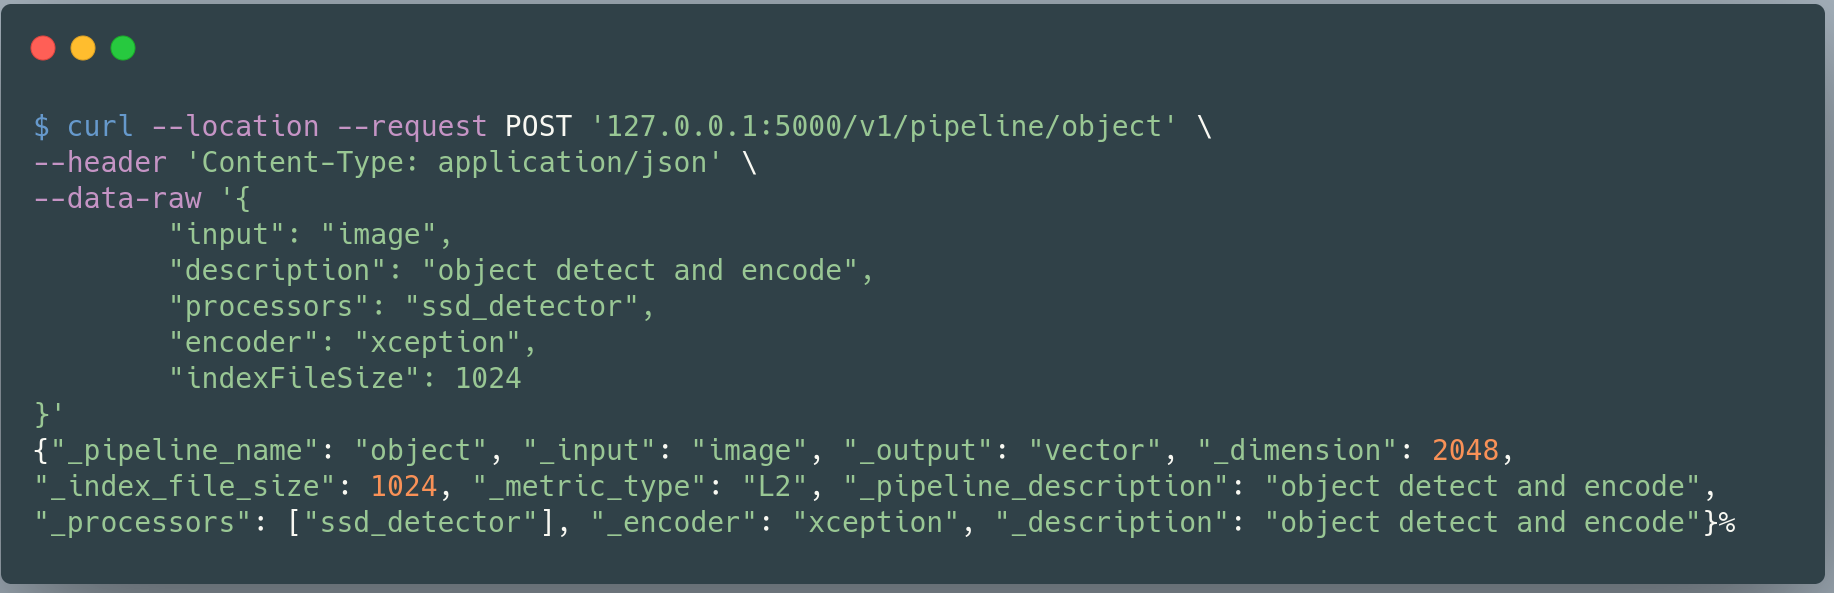 $ curl --location --request POST '127.0.0.1:5000/v1/pipeline/object' \
--header 'Content-Type: application/json' \
--data-raw '{
        "input": "image",
        "description": "object detect and encode",
        "processors": "ssd_detector",
        "encoder": "xception",
        "indexFileSize": 1024
}'
{"_pipeline_name": "object", "_input": "image", "_output": "vector", "_dimension": 2048,
"_index_file_size": 1024, "_metric_type": "L2", "_pipeline_description": "object detect and encode",
"_processors": ["ssd_detector"], "_encoder": "xception", "_description": "object detect and encode"}%